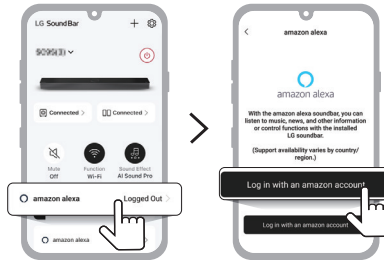 LG Sound Bar
Connected >
Connected >
Mute
Off
Function
Wi-Fi
Sound Effect
AI Sound Pro
amazon alexa
Logged Out >
amazon alexa
amazon alexa
amazon alexa
With the amazon alexa soundbar, you can
listen to music, news, and other information
or control functions with the installed
LG soundbar.
(Support availability varies by country/
region.)
Log in with an amazon account
Log in with an amazon account